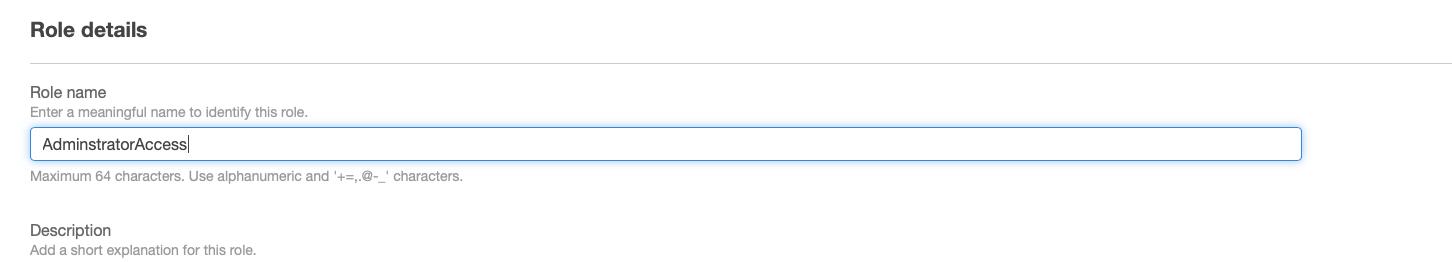 Role details
Role name
Enter a meaningful name to identify this role.
AdminstratorAccess
Maximum 64 characters. Use alphanumeric and '+=,.@-_' characters.
Description
Add a short explanation for this role.